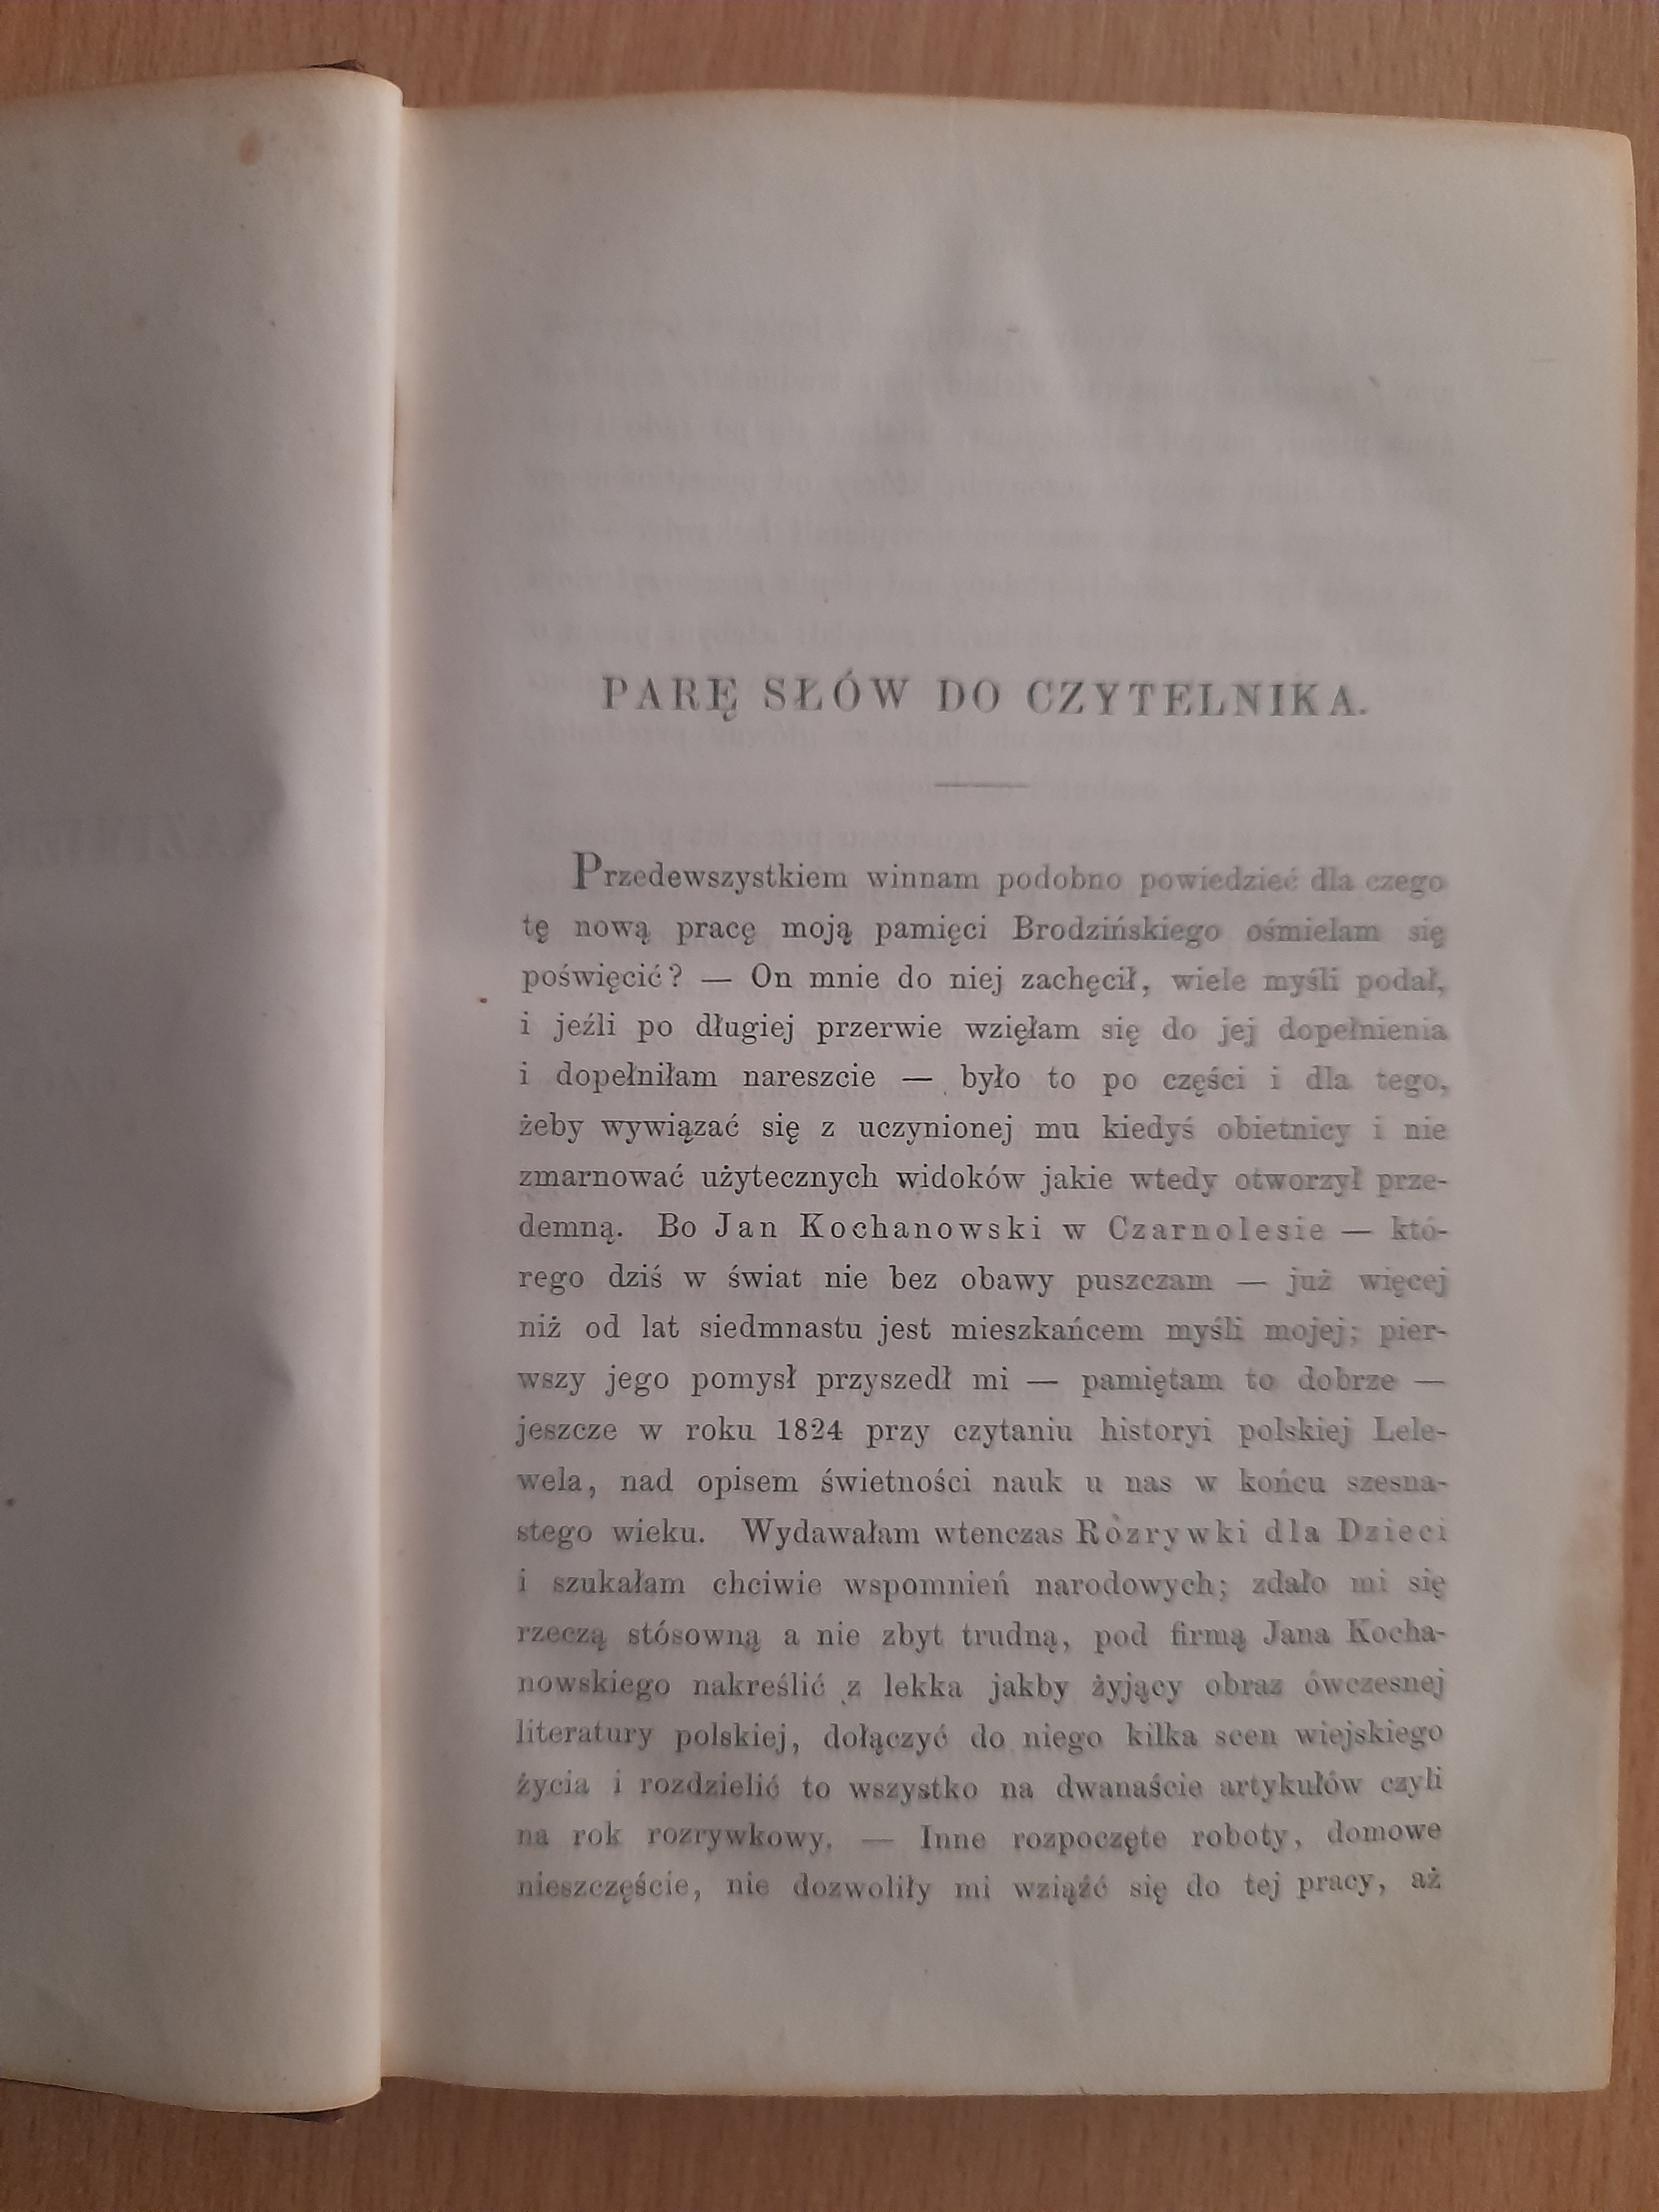 PARĘ SŁÓW DO CZYTELNIKA.
Przedewszystkiem winnam podobno powiedzieć dla czego
tę nową pracę moją pamięci Brodzińskiego ośmielam się
poświęcić? — On mnie do niej zachęcił, wiele myśli podał,
i jeźli po długiej przerwie wzięłam się do jej dopełnienia
i dopełniłam nareszcie — było to po części i dla tego,
żeby wywiązać się z uczynionej mu kiedyś obietnicy i nie
zmarnować użytecznych widoków jakie wtedy otworzył prze-
demną. Bo Jan Kochanowski w Czarnolesie — któ-
rego dziś w świat nie bez obawy puszczam — już więcej
niż od lat siedmnastu jest mieszkańcem myśli mojej; pier-
wszy jego pomysł przyszedł mi — pamiętam to dobrze —
jeszcze w roku 1824 przy czytaniu historyi polskiej Lele-
wela, nad opisem świetności nauk u nas w końcu szesna-
stego wieku. Wydawałam wtenczas Rozrywki dla Dzieci
i szukałam chciwie wspomnień narodowych; zdało mi się
rzeczą stósowną a nie zbyt trudną, pod firmą Jana Kocha-
nowskiego nakreślić z lekka jakby żyjący obraz ówczesnej
literatury polskiej, dołączyć do niego kilka scen wiejskiego
życia i rozdzielić to wszystko na dwanaście artykułów czyli
na rok rozrywkowy. — Inne rozpoczęte roboty, domowe
nieszczęście, nie dozwoliły mi wziąźć się do tej pracy, aż